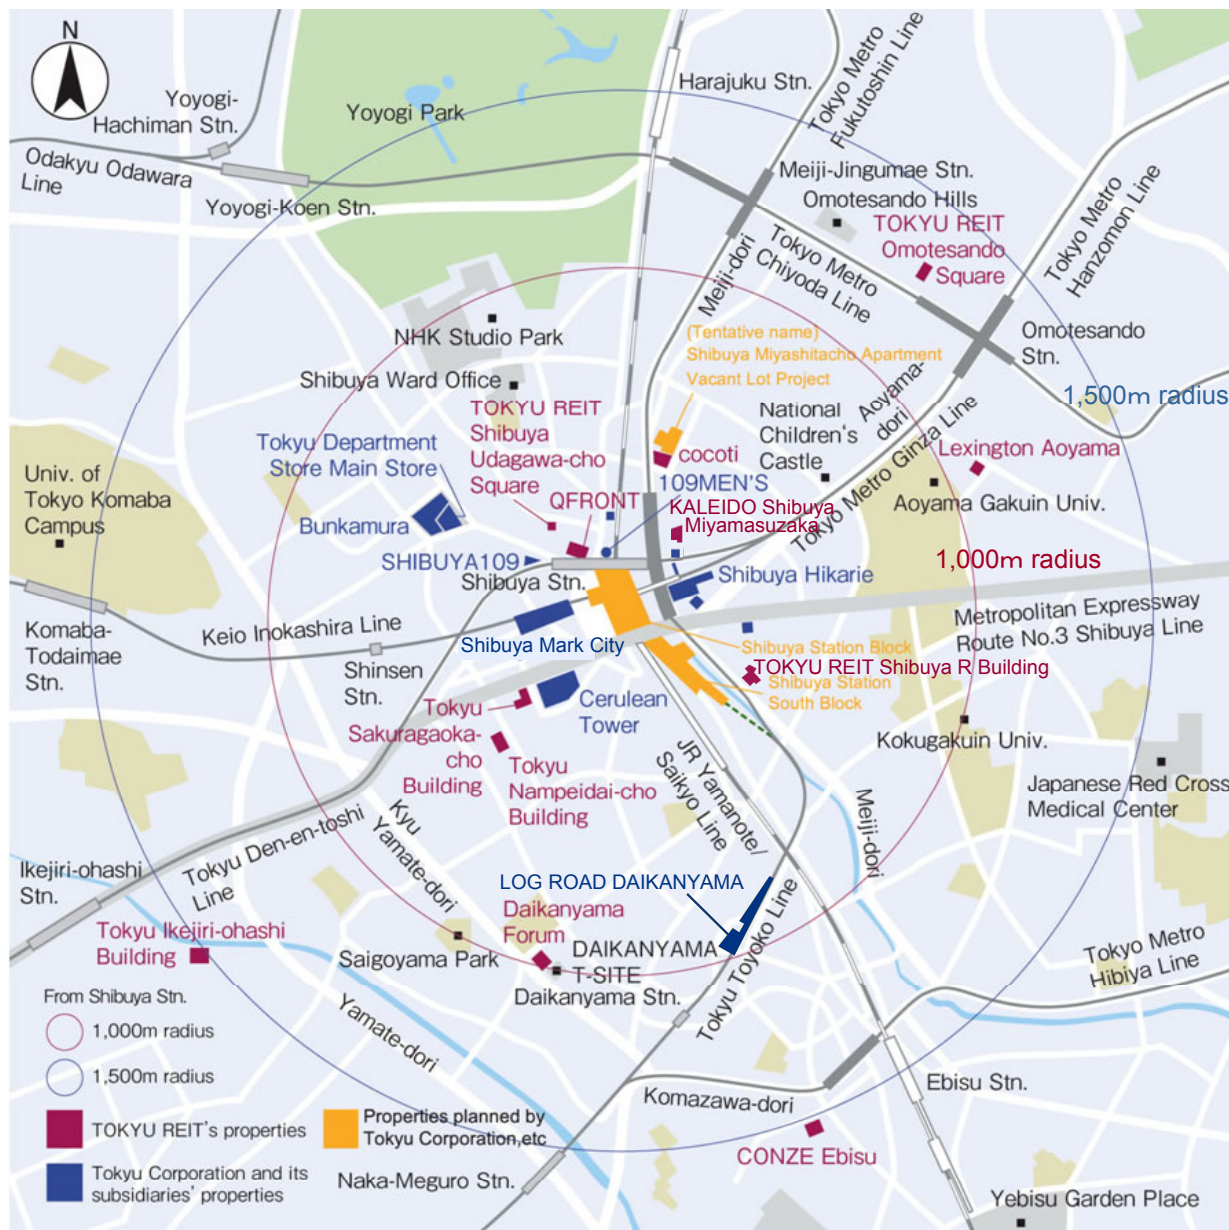 N
Yoyogi-
Hachiman Stn.
Odakyu Odawara
Line
Yoyogi-Koen Stn.
Yoyogi Park
Harajuku Stn.
Tokyo Metro
Fukutoshin Line
Meiji-Jingumae Stn.
Omotesando Hills
TOKYU REIT
Omotesando
Square
Tokyo Metro
Hanzomon Line
Tokyo Metro
Chiyoda Line
Meiji-dori
Omotesando
Stn.
1,500m radius
NHK Studio Park
Shibuya Ward Office
(Tentative name)
Shibuya Miyashitacho Apartment
Vacant Lot Project
Aoyama-
dori
National
Children's
Castle
Tokyo Metro Ginza Line
Lexington Aoyama
Aoyama Gakuin Univ.
TOKYU REIT
Shibuya
Udagawa-cho
Square
Tokyu Department
Store Main Store
Bunkamura
cocoti
109MEN'S
QFRONT
KALEIDO Shibuya
Miyamasuzaka
Univ. of
Tokyo Komaba
Campus
SHIBUYA109
Shibuya Stn.
Shibuya Hikarie
1,000m radius
Metropolitan Expressway
Route No.3 Shibuya Line
Komaba-
Todaimae
Stn.
Keio Inokashira Line
Shinsen
Stn.
Shibuya Mark City
Shibuya Station Block
TOKYU REIT Shibuya R Building
Shibuya Station
South Block
Cerulean
Tower
Tokyu
Sakuragaoka-
cho
Building
Tokyu
Nampeidai-cho
Building
Kokugakuin Univ.
Japanese Red Cross
Medical Center
JR Yamanote/
Saikyo Line
Meiji-dori
Kyu
Yamate-dori
Tokyu Den-en-toshi
Line
Ikejiri-ohashi
Stn.
LOG ROAD DAIKANYAMA
Daikanyama
Forum
DAIKANYAMA
T-SITE
Daikanyama Stn.
Tokyu Toyoko Line
Tokyu Ikejiri-ohashi
Building
Saigoyama Park
Yamate-dori
Tokyo Metro
Hibiya Line
Ebisu Stn.
Komazawa-dori
CONZE Ebisu
Naka-Meguro Stn.
Yebisu Garden Place
From Shibuya Stn.
1,000m radius
1,500m radius
TOKYU REIT's properties
Properties planned by
Tokyu Corporation,etc
Tokyu Corporation and its
subsidiaries' properties